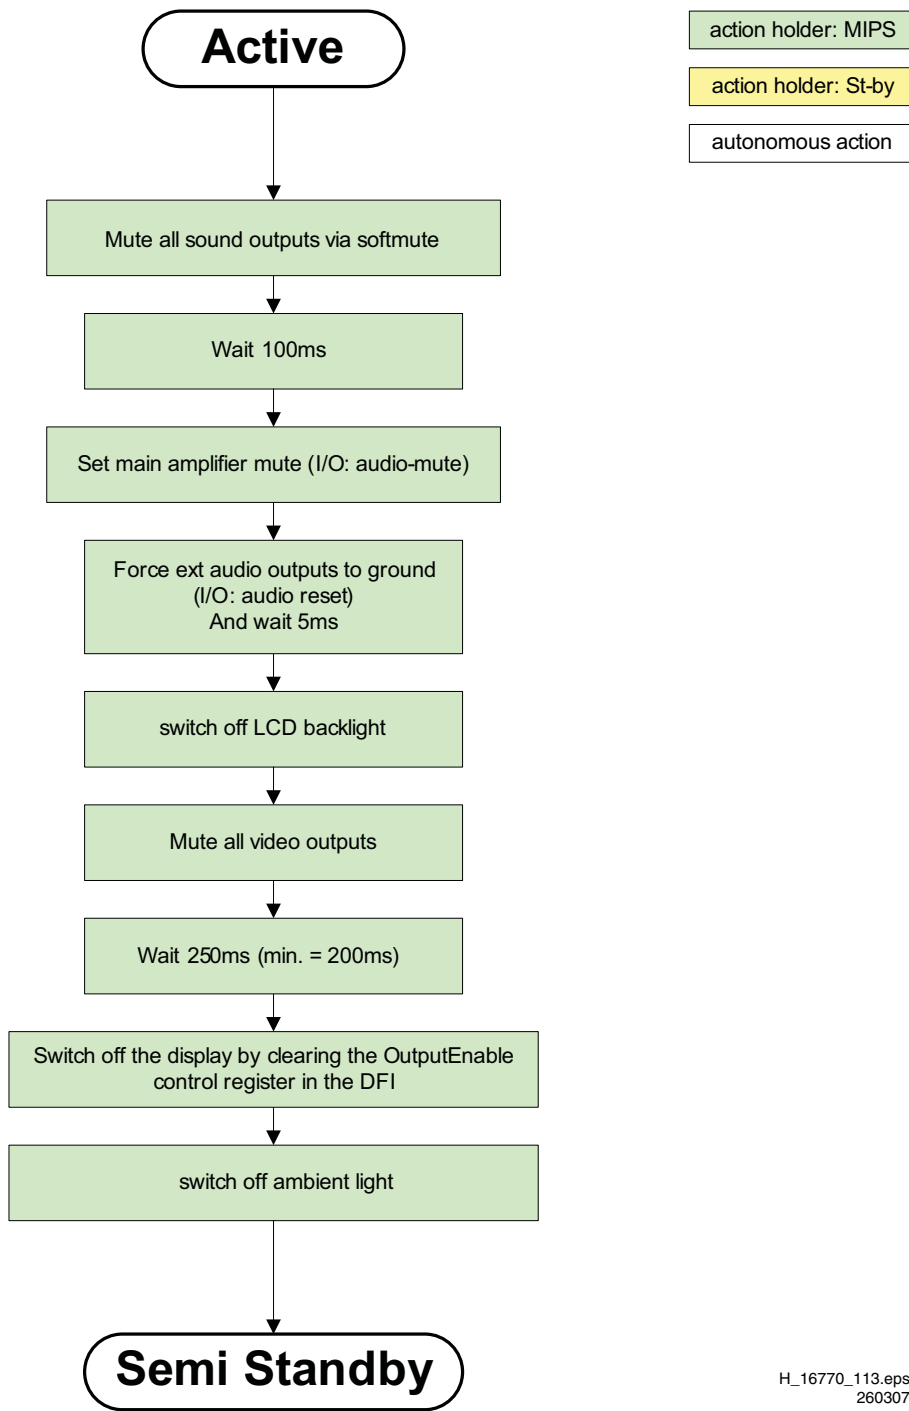 Active
action holder: MIPS
action holder: St-by
autonomous action
Mute all sound outputs via softmute
Wait 100ms
Set main amplifier mute (I/O: audio-mute)
Force ext audio outputs to ground
(I/O: audio reset)
And wait 5ms
switch off LCD backlight
Mute all video outputs
Wait 250ms (min. = 200ms)
Switch off the display by clearing the OutputEnable
control register in the DFI
switch off ambient light
Semi Standby
H_16770_113.eps
260307